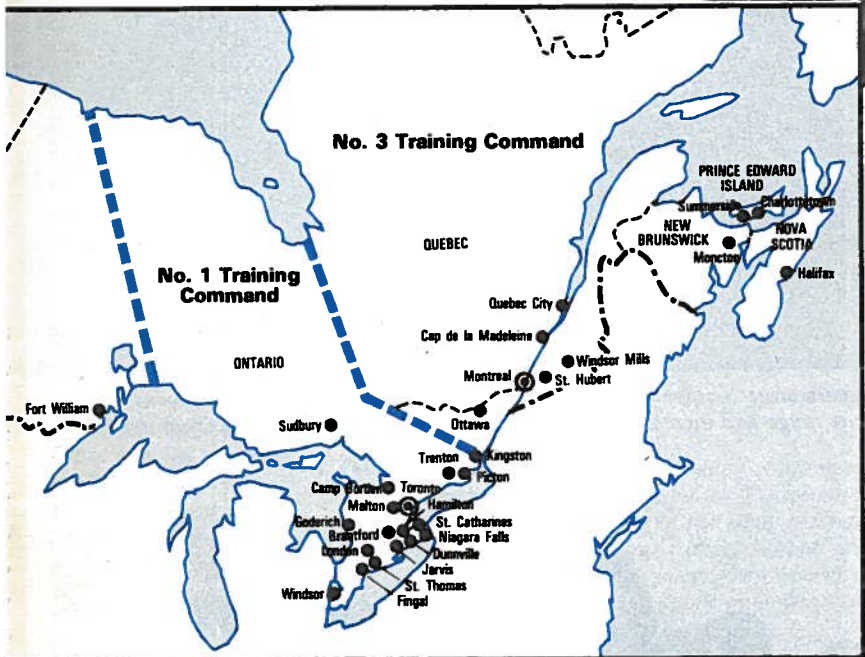 No. 3 Training Command
PRINCE EDWARD
ISLAND
Summerside
Charlottetown
NEW
BRUNSWICK
NOVA
SCOTIA
Moncton
Halifax
QUEBEC
No. 1 Training
Command
Quebec City
Cap de la Madeleine
ONTARIO
Windsor Mills
Montreal
St. Hubert
Fort William
Ottawa
Sudbury
Kingston
Trenton
Picton
Camp Borden
Toronto
Malton
Hamilton
Goderich
St. Catharines
Brantford
Niagara Falls
London
Dunnville
Jarvis
St. Thomas
Windsor
Fingal